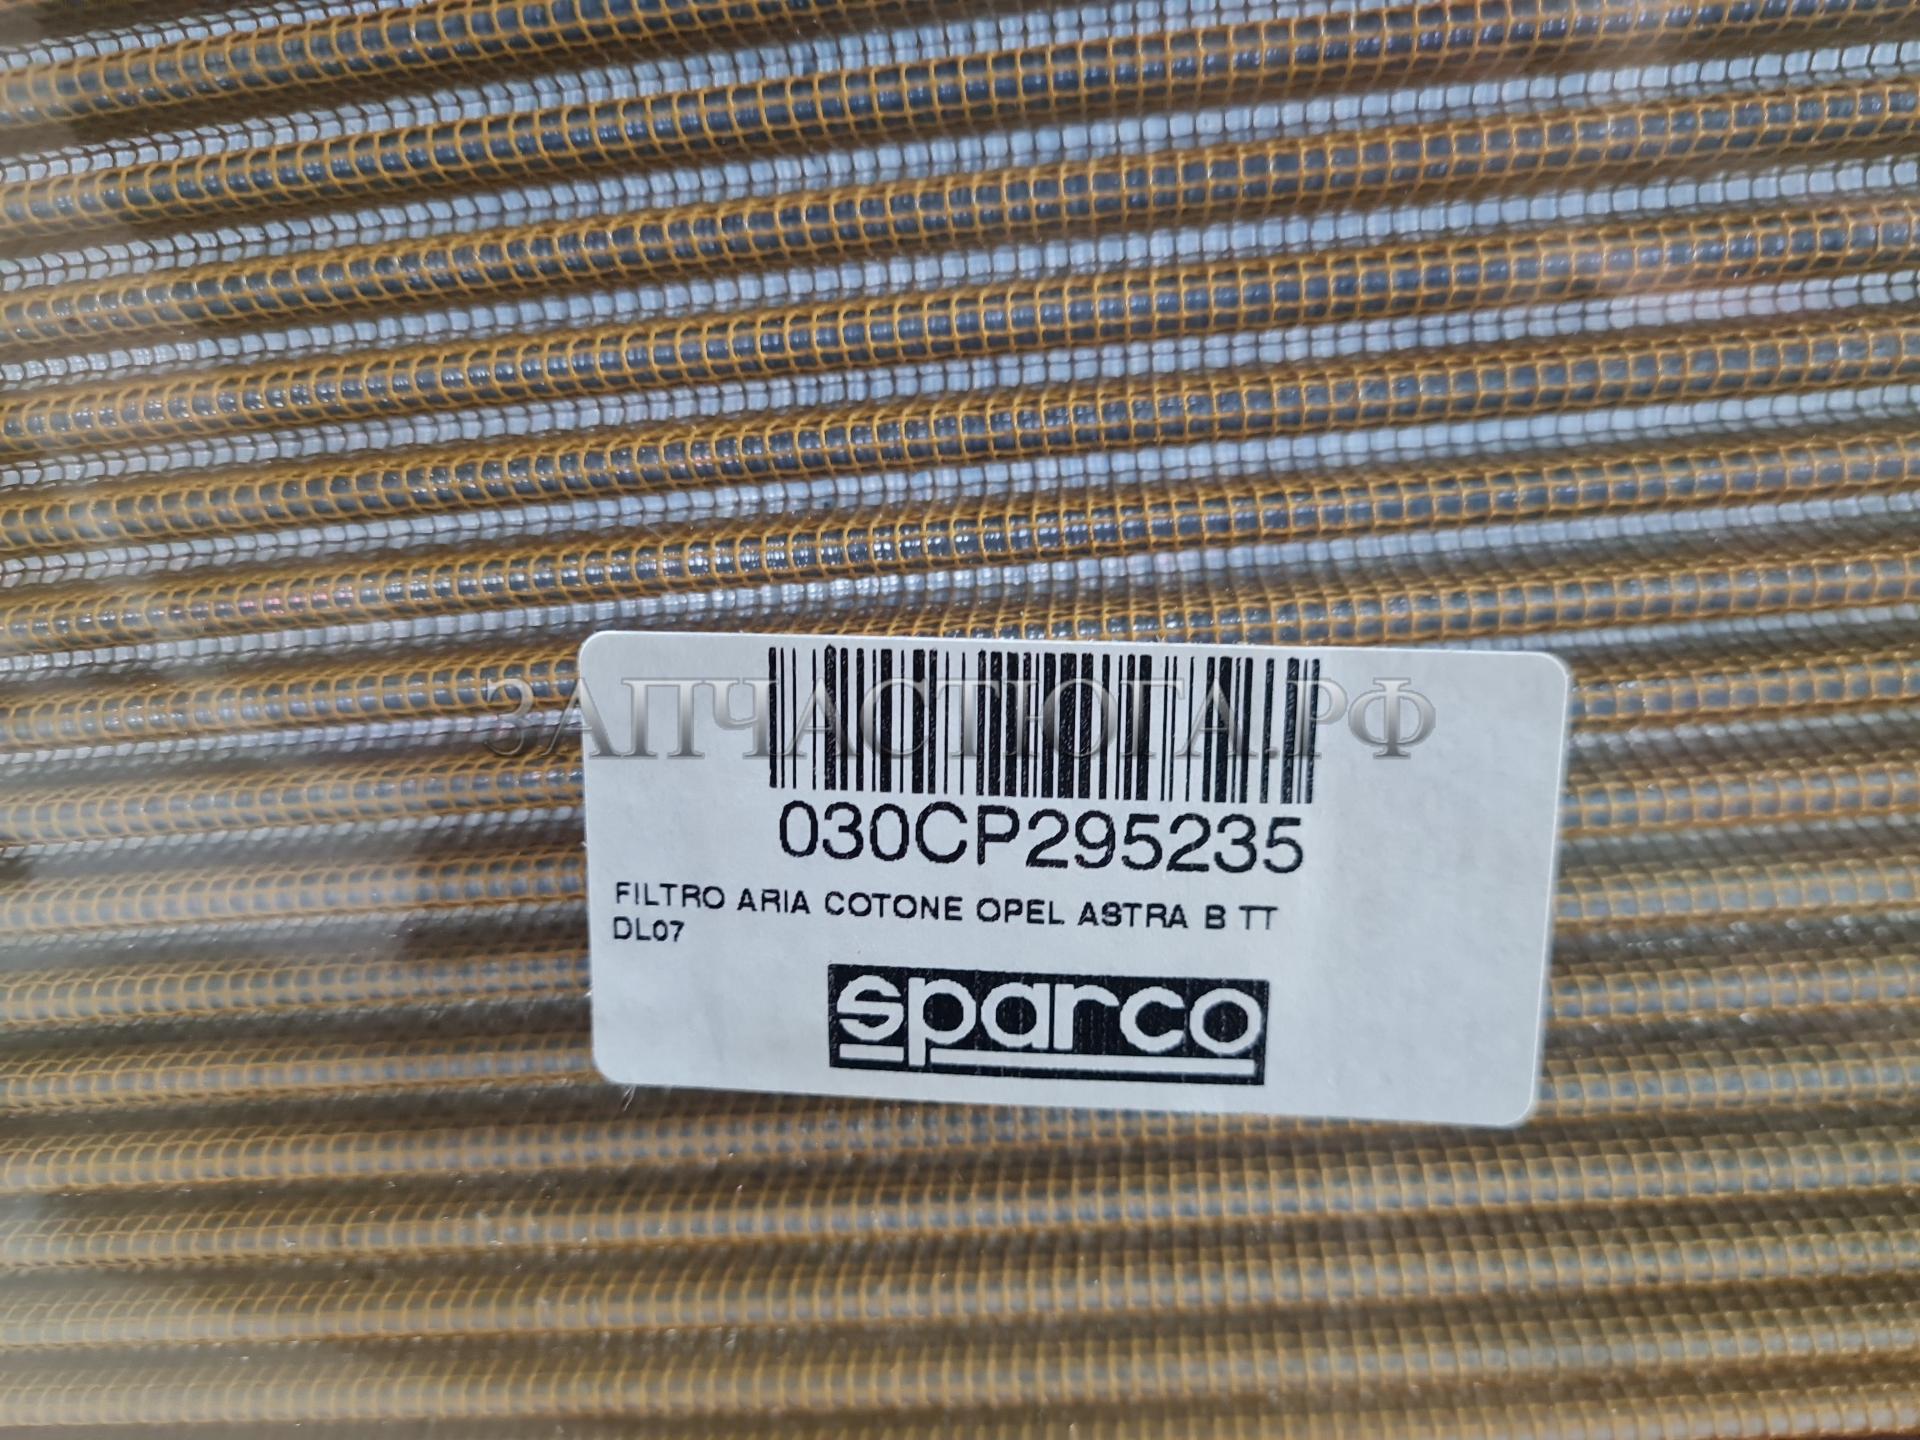 ЗАПЧАСТЮГА.РФ
030CP295235
FILTRO ARIA COTONE OPEL ASTRA B TT
DL07
sparco